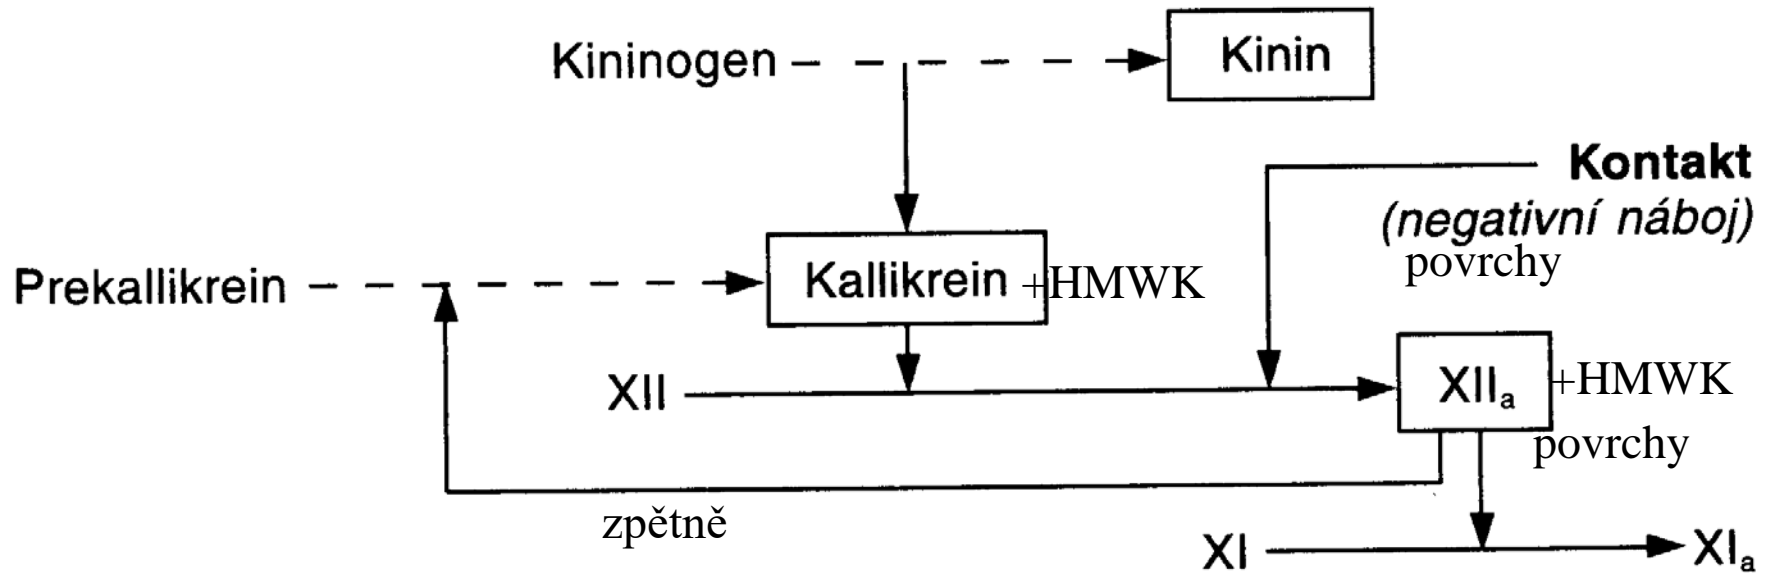 Kininogen Kinin
Kontakt
(negativní náboj)
povrchy
Prekallikrein Kallikrein +HMWK
XII XIIa +HMWK
povrchy
zpětně
XI XIa